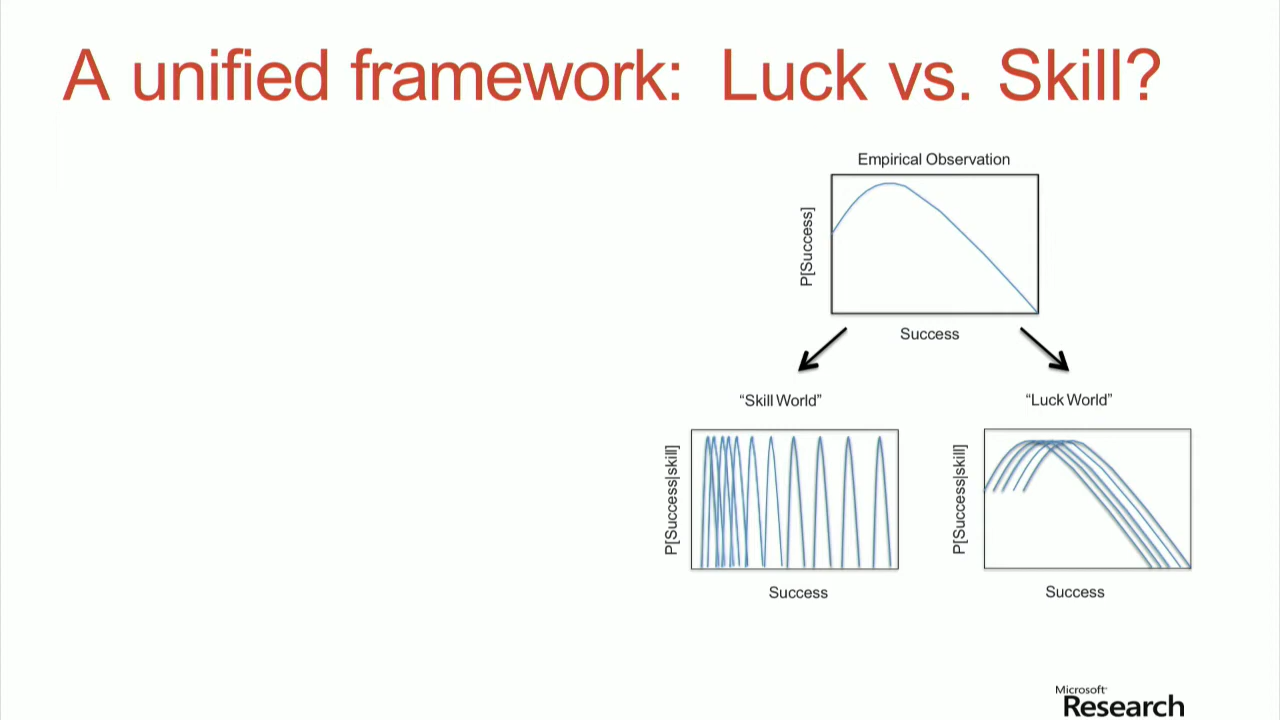 A unified framework: Luck vs. Skill?
Empirical Observation
P[Success]
Success
“Skill World”
“Luck World”
P[Success|skill]
P[Success|skill]
Success
Success
Microsoft
Research